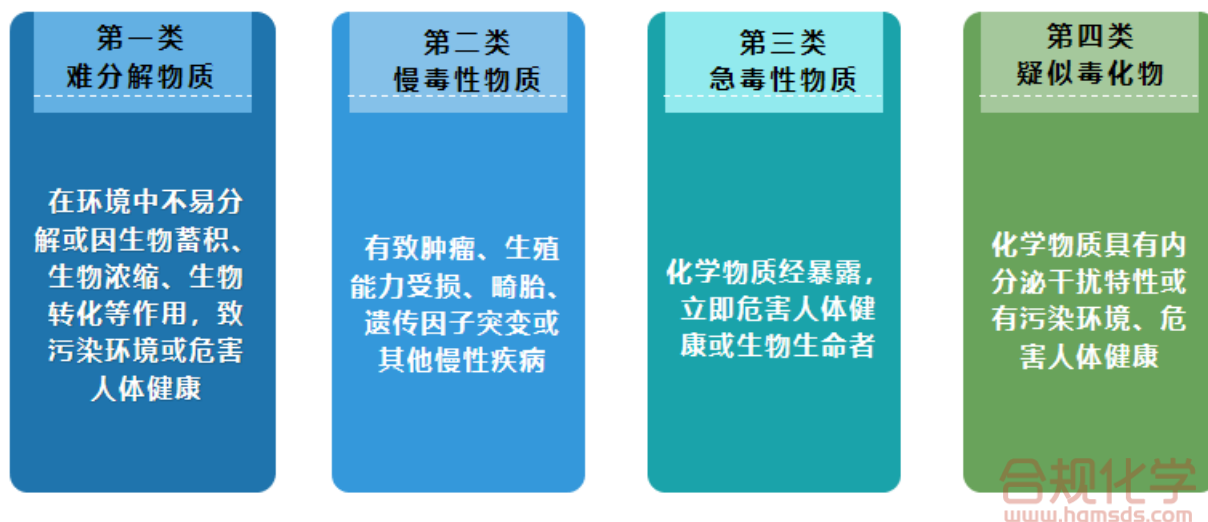 第一类
难分解物质
在环境中不易分
解或因生物蓄积、
生物浓缩、生物
转化等作用，致
污染环境或危害
人体健康
第二类
慢毒性物质
有致肿瘤、生殖
能力受损、畸胎、
遗传因子突变或
其他慢性疾病
第三类
急毒性物质
化学物质经暴露，
立即危害人体健
康或生物生命者
第四类
疑似毒化物
化学物质具有内
分泌干扰特性或
有污染环境、危
害人体健康
合规化学
www.hgmsds.com